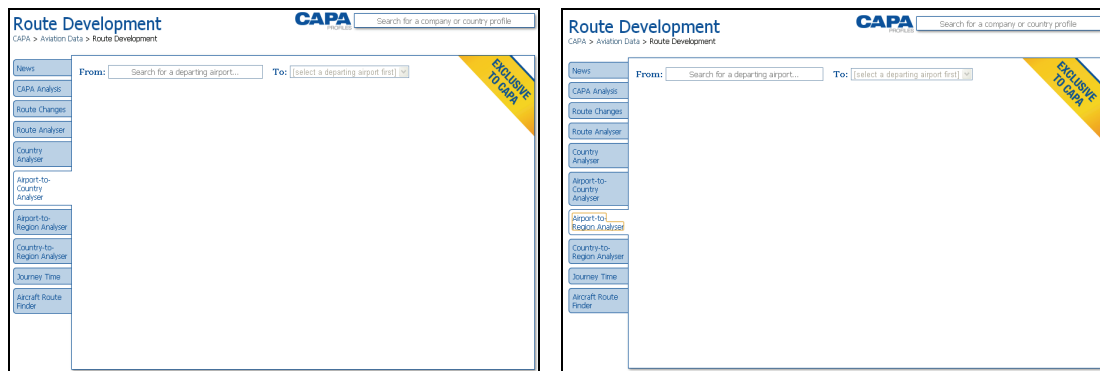 Route Development
CAPA PROFILES
Search for a company or country profile
CAPA > Aviation Data > Route Development
News
CAPA Analysis
Route Changes
Route Analyser
Country
Analyser
Airport-to-
Country
Analyser
Airport-to-
Region Analyser
Country-to-
Region Analyser
Journey Time
Aircraft Route
Finder
From: Search for a departing airport... To: [select a departing airport first]
EXCLUSIVE
TO CAPA
Route Development
CAPA PROFILES
Search for a company or country profile
CAPA > Aviation Data > Route Development
News
CAPA Analysis
Route Changes
Route Analyser
Country
Analyser
Airport-to-
Country
Analyser
Airport-to-
Region Analyser
Country-to-
Region Analyser
Journey Time
Aircraft Route
Finder
From: Search for a departing airport... To: [select a departing airport first]
EXCLUSIVE
TO CAPA